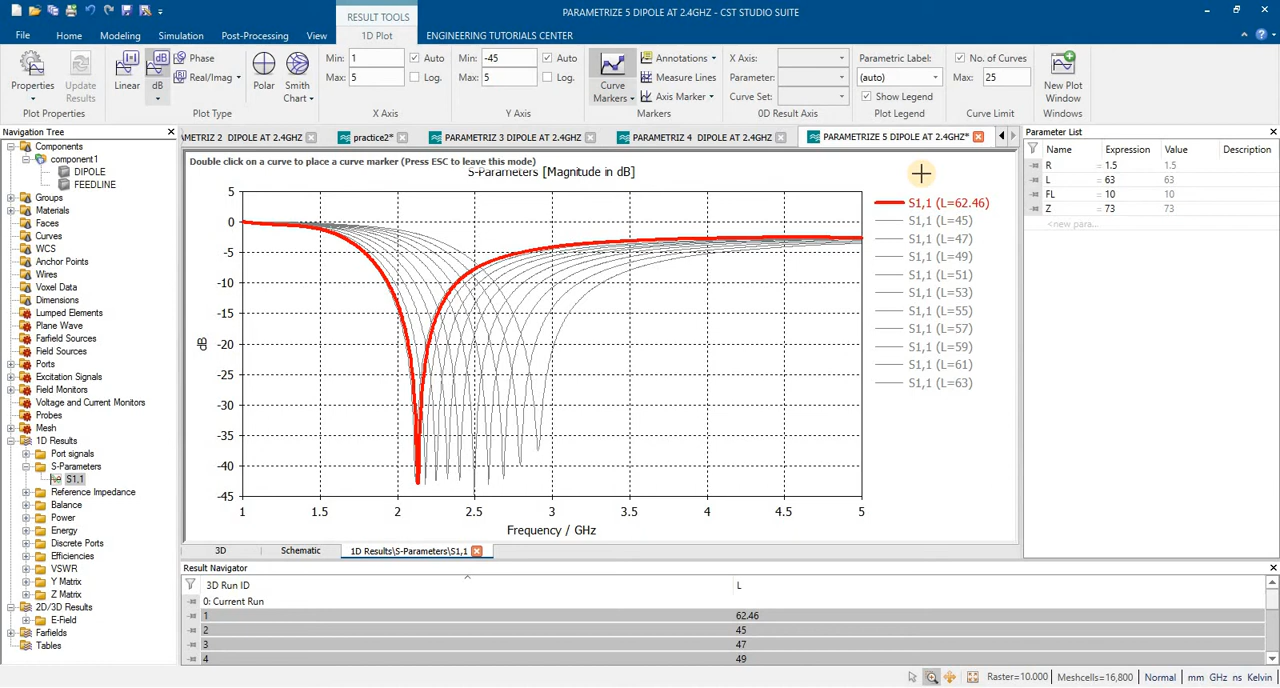 PARAMETRIZE 5 DIPOLE AT 2.4GHZ - CST STUDIO SUITE
RESULT TOOLS
File Home Modeling Simulation Post-Processing View 1D Plot ENGINEERING TUTORIALS CENTER
Properties
Update Results
Plot Properties
Linear
dB
Phase
Real/Imag
Polar
Smith Chart
Plot Type
Min: 1 Auto
Max: 5 Log.
X Axis
Min: -45 Auto
Max: 5 Log.
Y Axis
Curve Markers
Annotations
Measure Lines
Axis Marker
Markers
X Axis:
Parameter:
Curve Set:
0D Result Axis
Parametric Label:
(auto)
Show Legend
Plot Legend
No. of Curves
Max: 25
Curve Limit
New Plot Window
Windows
Navigation Tree
Components
component1
DIPOLE
FEEDLINE
Groups
Materials
Faces
Curves
WCS
Anchor Points
Wires
Voxel Data
Dimensions
Lumped Elements
Plane Wave
Farfield Sources
Field Sources
Ports
Excitation Signals
Field Monitors
Voltage and Current Monitors
Probes
Mesh
1D Results
Port signals
S-Parameters
S1,1
Reference Impedance
Balance
Power
Energy
Discrete Ports
Efficiencies
VSWR
Y Matrix
Z Matrix
2D/3D Results
E-Field
Farfields
Tables
AMETRIZ 2 DIPOLE AT 2.4GHZ
practice2*
PARAMETRIZ 3 DIPOLE AT 2.4GHZ
PARAMETRIZ 4 DIPOLE AT 2.4GHZ
PARAMETRIZE 5 DIPOLE AT 2.4GHZ*
Double click on a curve to place a curve marker (Press ESC to leave this mode)
S-Parameters [Magnitude in dB]
5
0
-5
-10
-15
-20
-25
-30
-35
-40
-45
dB
1 1.5 2 2.5 3 3.5 4 4.5 5
Frequency / GHz
S1,1 (L=62.46)
S1,1 (L=45)
S1,1 (L=47)
S1,1 (L=49)
S1,1 (L=51)
S1,1 (L=53)
S1,1 (L=55)
S1,1 (L=57)
S1,1 (L=59)
S1,1 (L=61)
S1,1 (L=63)
3D Schematic 1D Results\S-Parameters\S1,1
Parameter List
Name Expression Value Description
R = 1.5 1.5
L = 63 63
FL = 10 10
Z = 73 73
<new para...
Result Navigator
3D Run ID L
0: Current Run
1 62.46
2 45
3 47
4 49
Raster=10.000 Meshcells=16,800 Normal mm GHz ns Kelvin